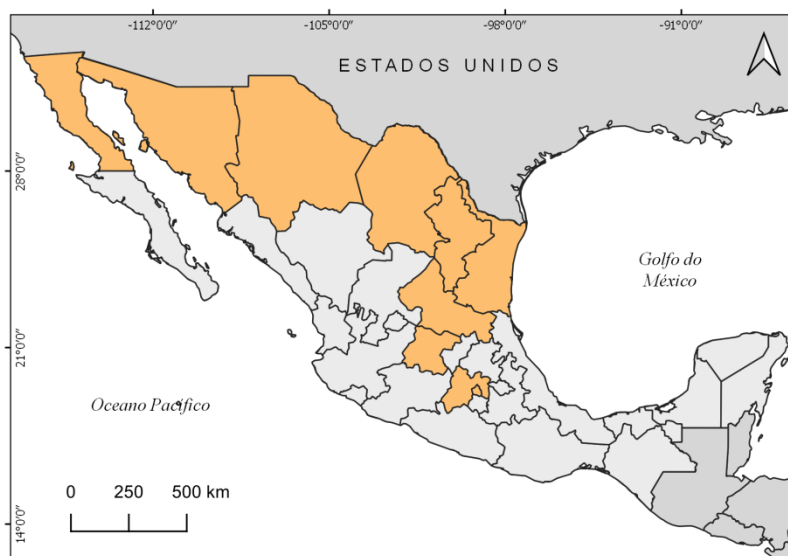 -112°0'0" -105°0'0" -98°0'0" -91°0'0"
ESTADOS UNIDOS
28°0'0"
Golfo do
México
21°0'0"
Oceano Pacífico
0 250 500 km
14°0'0"